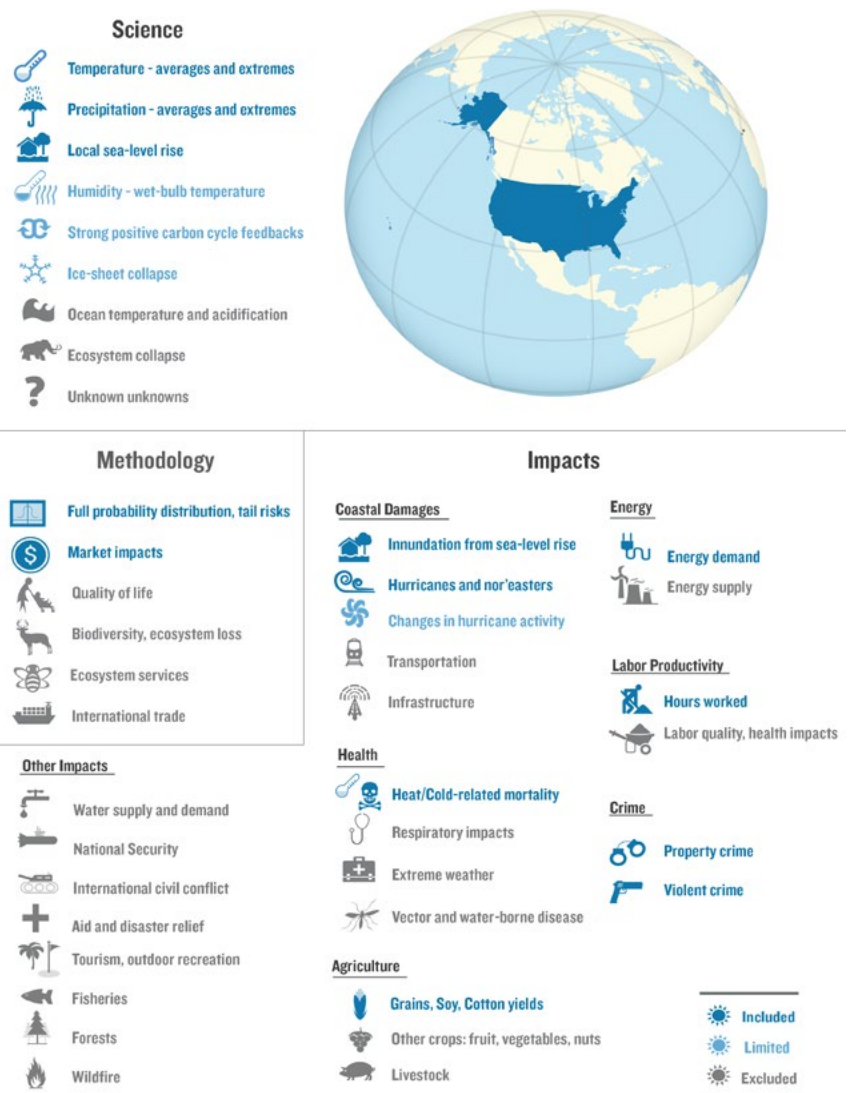 Science
Temperature - averages and extremes
Precipitation - averages and extremes
Local sea-level rise
Humidity - wet-bulb temperature
Strong positive carbon cycle feedbacks
Ice-sheet collapse
Ocean temperature and acidification
Ecosystem collapse
?
Unknown unknowns
Methodology
Full probability distribution, tail risks
$
Market impacts
Quality of life
Biodiversity, ecosystem loss
Ecosystem services
International trade
Other Impacts
Water supply and demand
National Security
International civil conflict
Aid and disaster relief
Tourism, outdoor recreation
Fisheries
Forests
Wildfire
Impacts
Coastal Damages
Innundation from sea-level rise
Hurricanes and nor'easters
Changes in hurricane activity
Transportation
Infrastructure
Health
Heat/Cold-related mortality
Respiratory impacts
Extreme weather
Vector and water-borne disease
Agriculture
Grains, Soy, Cotton yields
Other crops: fruit, vegetables, nuts
Livestock
Energy
Energy demand
Energy supply
Labor Productivity
Hours worked
Labor quality, health impacts
Crime
Property crime
Violent crime
Included
Limited
Excluded